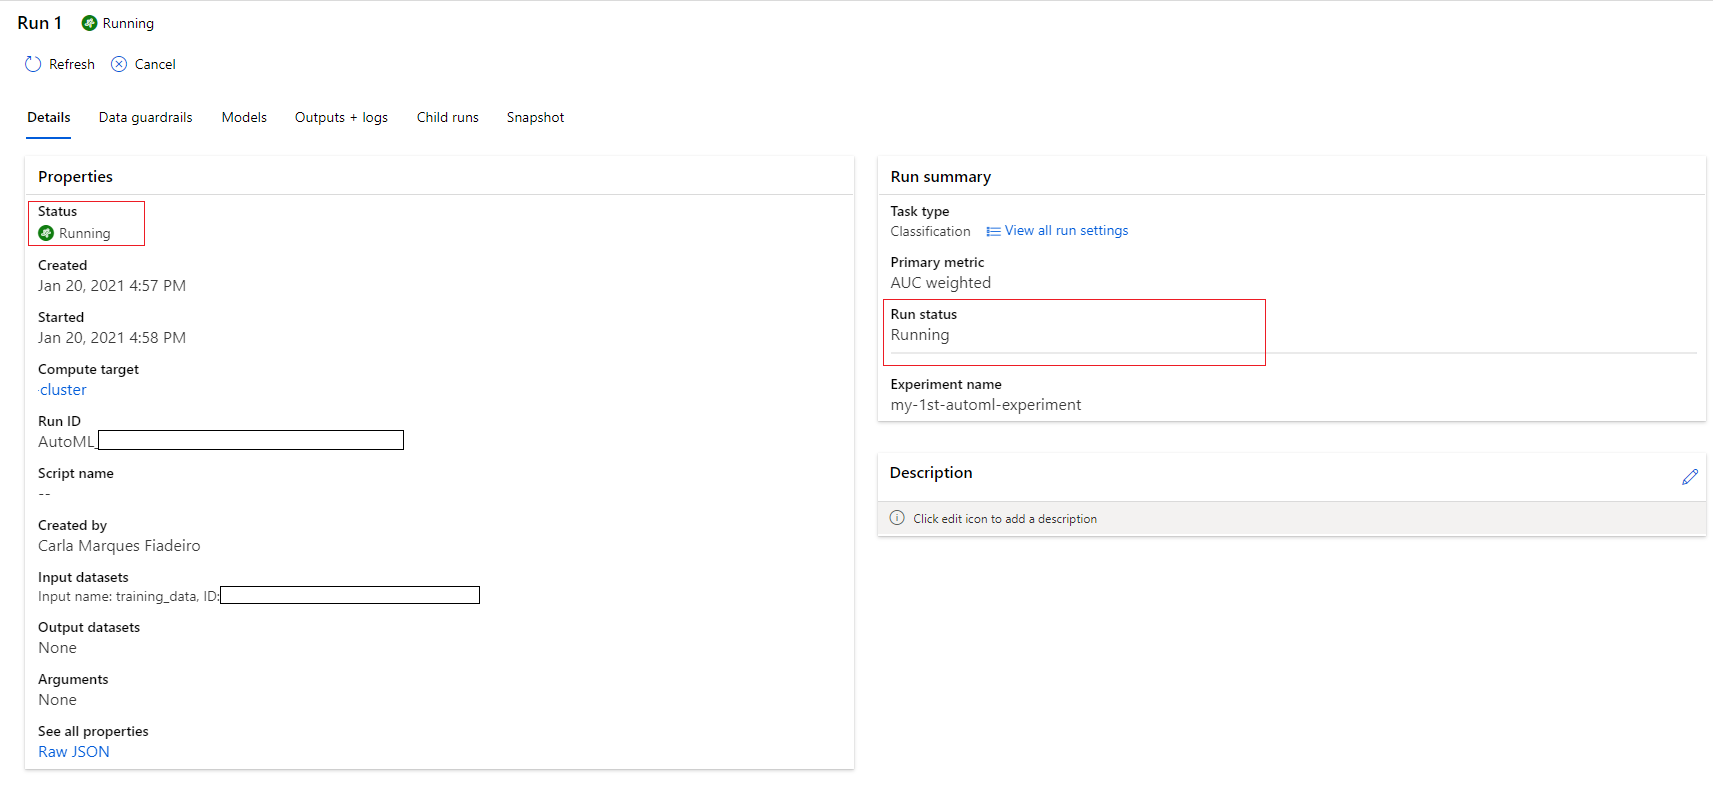 Run 1 Running
Refresh Cancel
Details Data guardrails Models Outputs + logs Child runs Snapshot
Properties
Status
Running
Created
Jan 20, 2021 4:57 PM
Started
Jan 20, 2021 4:58 PM
Compute target
cluster
Run ID
AutoML_
Script name
--
Created by
Carla Marques Fiadeiro
Input datasets
Input name: training_data, ID:
Output datasets
None
Arguments
None
See all properties
Raw JSON
Run summary
Task type
Classification View all run settings
Primary metric
AUC weighted
Run status
Running
Experiment name
my-1st-automl-experiment
Description
Click edit icon to add a description